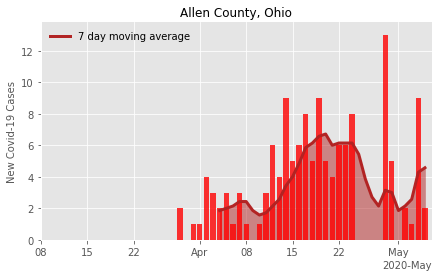 Allen County, Ohio
7 day moving average
New Covid-19 Cases
12
10
8
6
4
2
0
08
15
22
Apr
08
15
22
May
2020-May